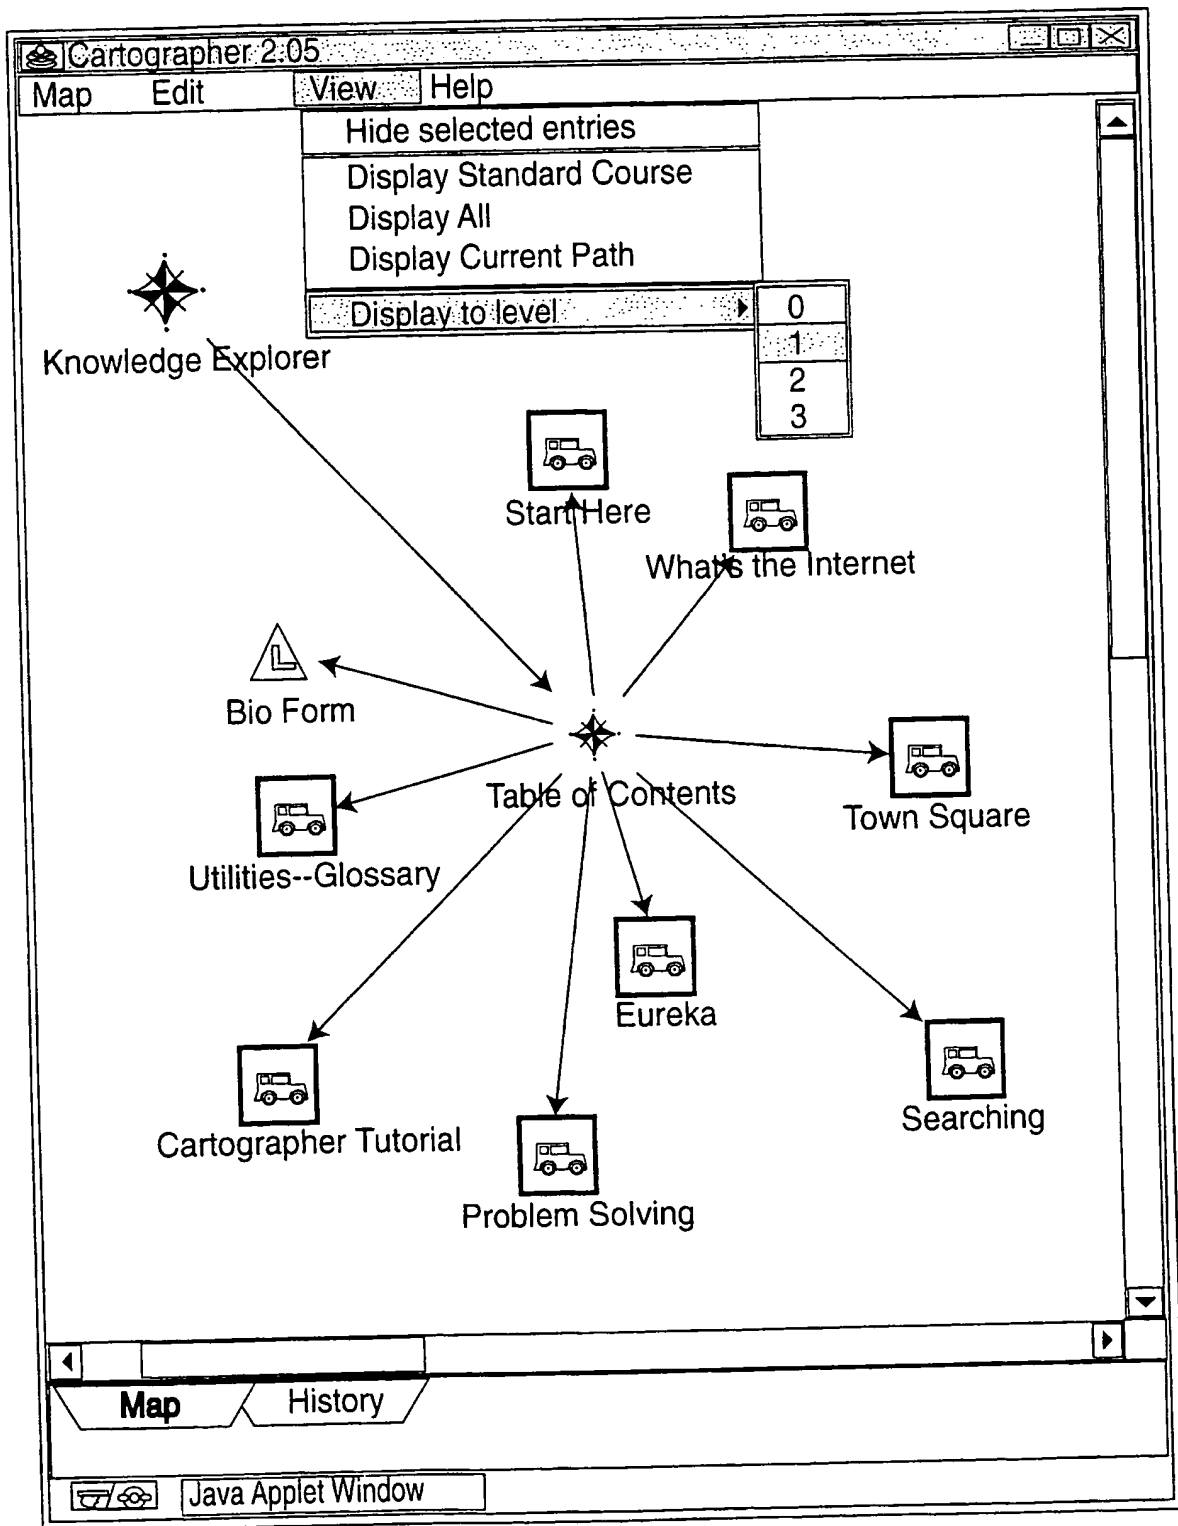 Cartographer 2.05
Map Edit View Help
Hide selected entries
Display Standard Course
Display All
Display Current Path
Display to level
0
1
2
3
Knowledge Explorer
Start Here
What's the Internet
L
Bio Form
Table of Contents
Town Square
Utilities--Glossary
Eureka
Searching
Cartographer Tutorial
Problem Solving
Map History
Java Applet Window